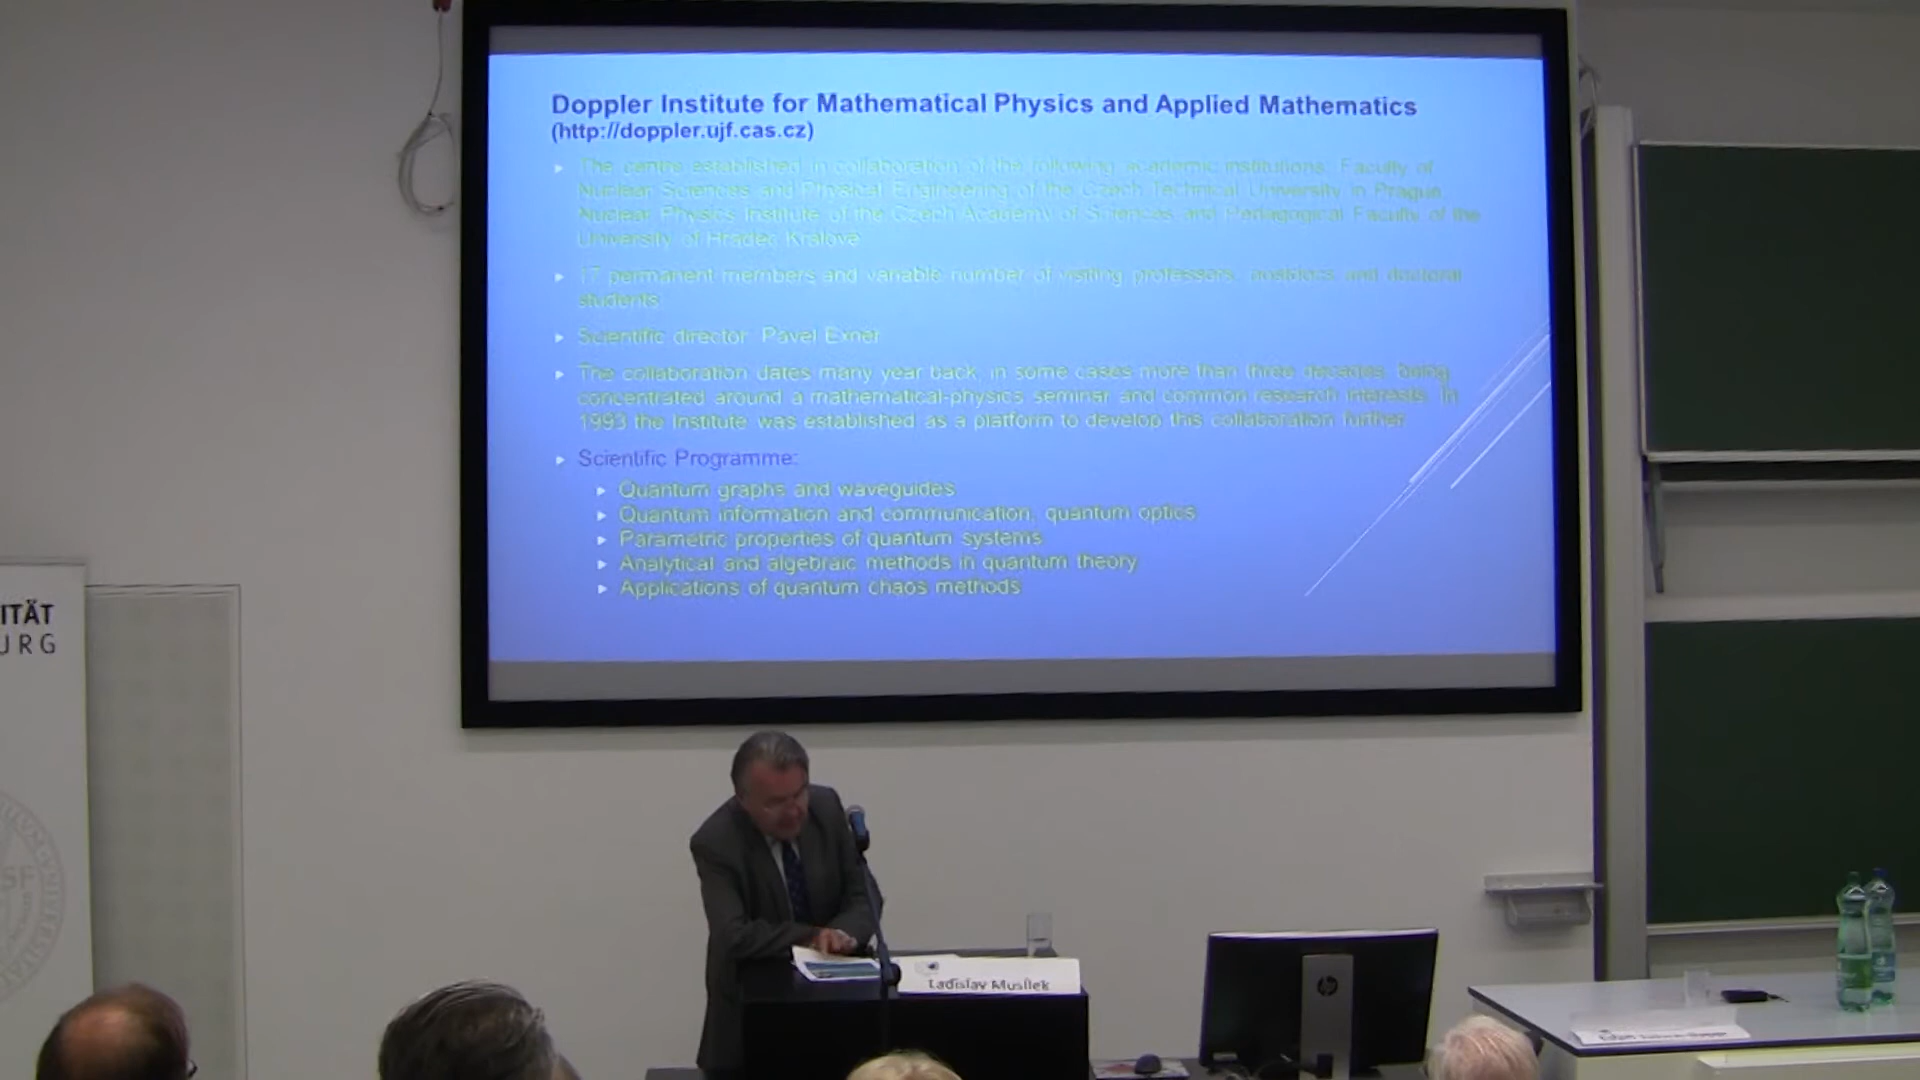 Doppler Institute for Mathematical Physics and Applied Mathematics
(http://doppler.ujf.cas.cz)
The centre established in collaboration of the following academic institutions: Faculty of
Nuclear Sciences and Physical Engineering of the Czech Technical University in Prague,
Nuclear Physics Institute of the Czech Academy of Sciences and Pedagogical Faculty of the
University of Hradec Kralove
17 permanent members and variable number of visiting professors, postdocs and doctoral
students
Scientific director: Pavel Exner
The collaboration dates many year back, in some cases more than three decades, being
concentrated around a mathematical-physics seminar and common research interests. In
1993 the Institute was established as a platform to develop this collaboration further
Scientific Programme:
Quantum graphs and waveguides
Quantum information and communication, quantum optics
Parametric properties of quantum systems
Analytical and algebraic methods in quantum theory
Applications of quantum chaos methods
ITÄT
URG
SF
Ladislav Musílek
hp